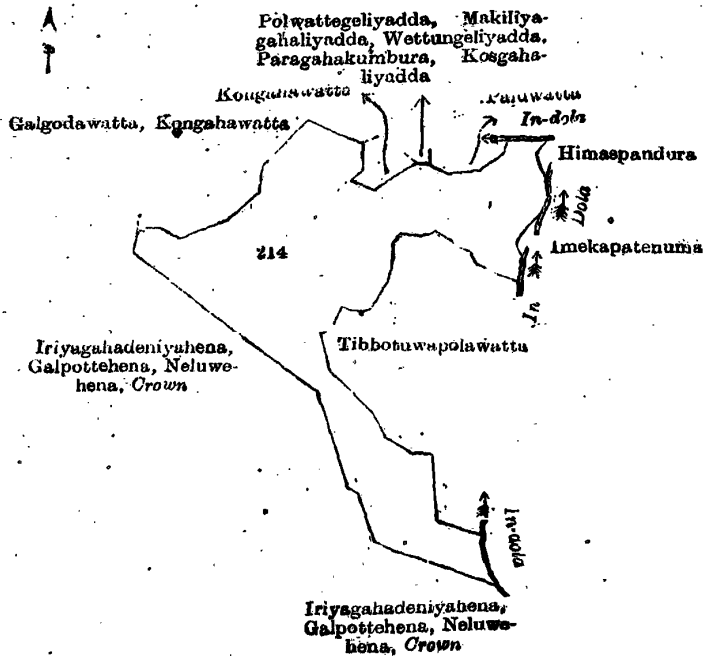 Polwattegeliyadda, Makiliya-
gahaliyadda, Wettungeliyadda,
Paragahakumbura, Kosgaha-
liyadda
Kongahawatta
In-dola
Galgodawatta, Kongahawatta
Himaspandura
Dola
214
Amekapatenuma
In
Iriyagahadeniyahena,
Galpottehena, Neluwe-
hena, Crown
Tibbotuwapolawatta
In-dola
Iriyagahadeniyahena,
Galpottehena, Neluwe-
hena, Crown